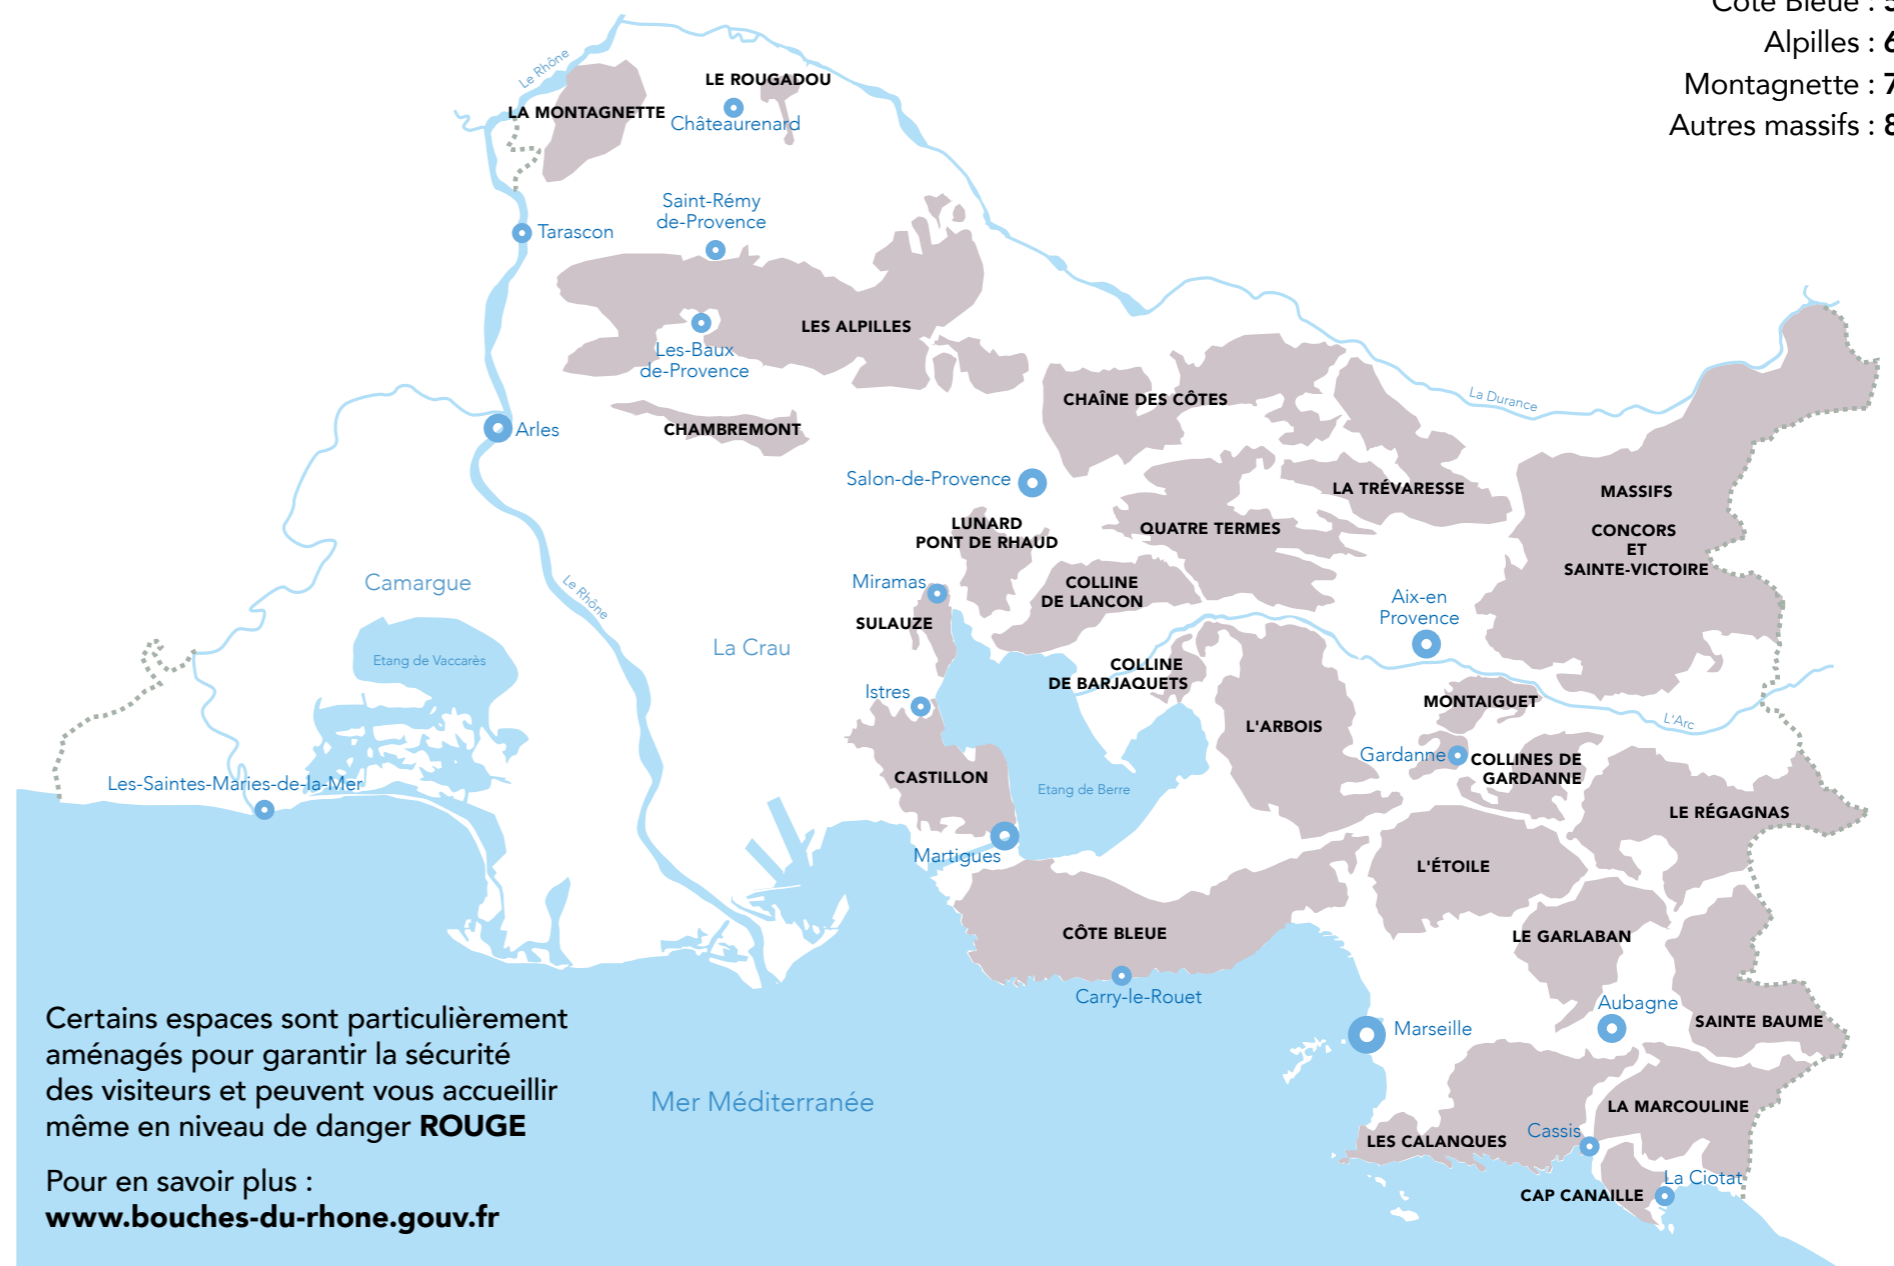 Côte Bleue : 5
Alpilles : 6
Montagnette : 7
Autres massifs : 8
Le Rhône
LE ROUGADOU
LA MONTAGNETTE
Châteaurenard
Saint-Rémy
de-Provence
Tarascon
LES ALPILLES
Les-Baux
de-Provence
CHAÎNE DES CÔTES
La Durance
Arles
CHAMBREMONT
Salon-de-Provence
LA TRÉVARESSE
MASSIFS
CONCORS
ET
SAINTE-VICTOIRE
LUNARD
PONT DE RHAUD
QUATRE TERMES
Camargue
Le Rhône
Miramas
COLLINE
DE LANCON
Aix-en
Provence
SULAUZE
La Crau
Etang de Vaccarès
COLLINE
DE BARJAQUETS
Istres
MONTAIGUET
L'Arc
L'ARBOIS
Gardanne
COLLINES DE
GARDANNE
CASTILLON
Les-Saintes-Maries-de-la-Mer
Etang de Berre
LE RÉGAGNAS
Martigues
L'ÉTOILE
CÔTE BLEUE
LE GARLABAN
Carry-le-Rouet
Aubagne
Marseille
SAINTE BAUME
Mer Méditerranée
LA MARCOULINE
LES CALANQUES
Cassis
La Ciotat
CAP CANAILLE
Certains espaces sont particulièrement
aménagés pour garantir la sécurité
des visiteurs et peuvent vous accueillir
même en niveau de danger ROUGE
Pour en savoir plus :
www.bouches-du-rhone.gouv.fr